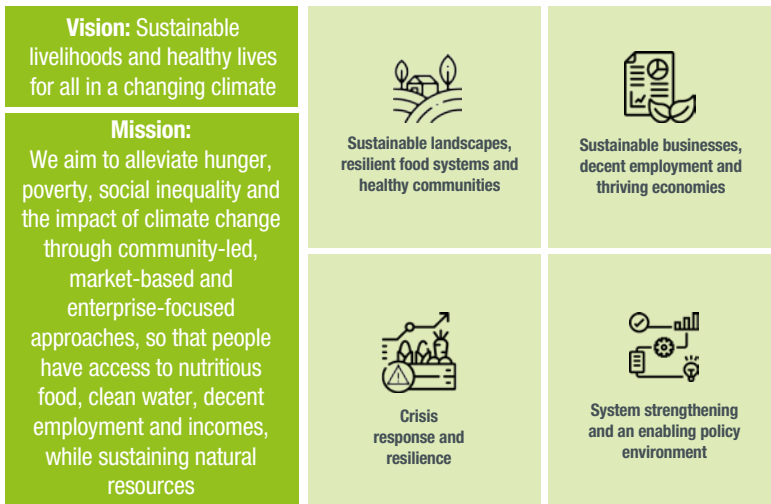 Vision: Sustainable
livelihoods and healthy lives
for all in a changing climate
Mission:
We aim to alleviate hunger,
poverty, social inequality and
the impact of climate change
through community-led,
market-based and
enterprise-focused
approaches, so that people
have access to nutritious
food, clean water, decent
employment and incomes,
while sustaining natural
resources
Sustainable landscapes,
resilient food systems and
healthy communities
Sustainable businesses,
decent employment and
thriving economies
Crisis
response and
resilience
System strengthening
and an enabling policy
environment